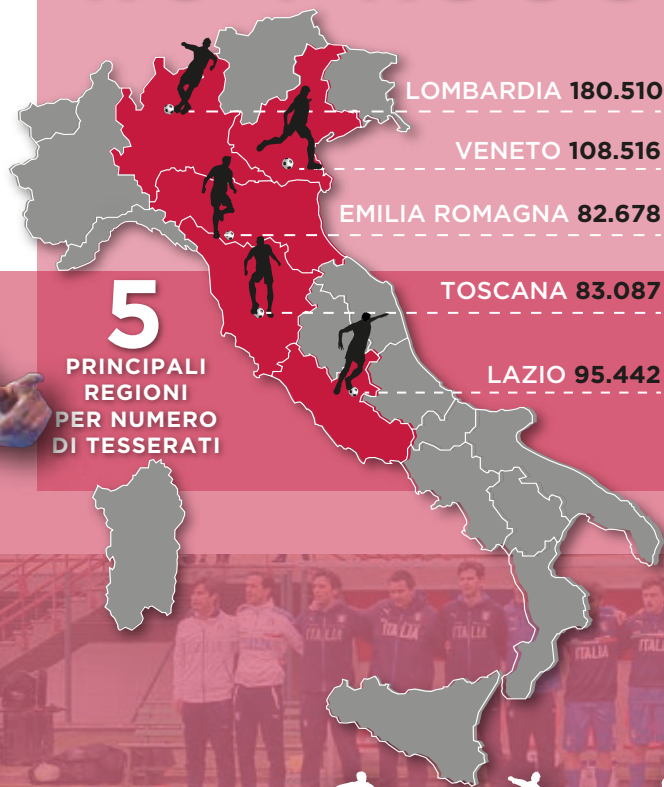 LOMBARDIA 180.510
VENETO 108.516
EMILIA ROMAGNA 82.678
TOSCANA 83.087
LAZIO 95.442
5
PRINCIPALI
REGIONI
PER NUMERO
DI TESSERATI
ITALIA
ITALIA
ITALIA
ITALIA